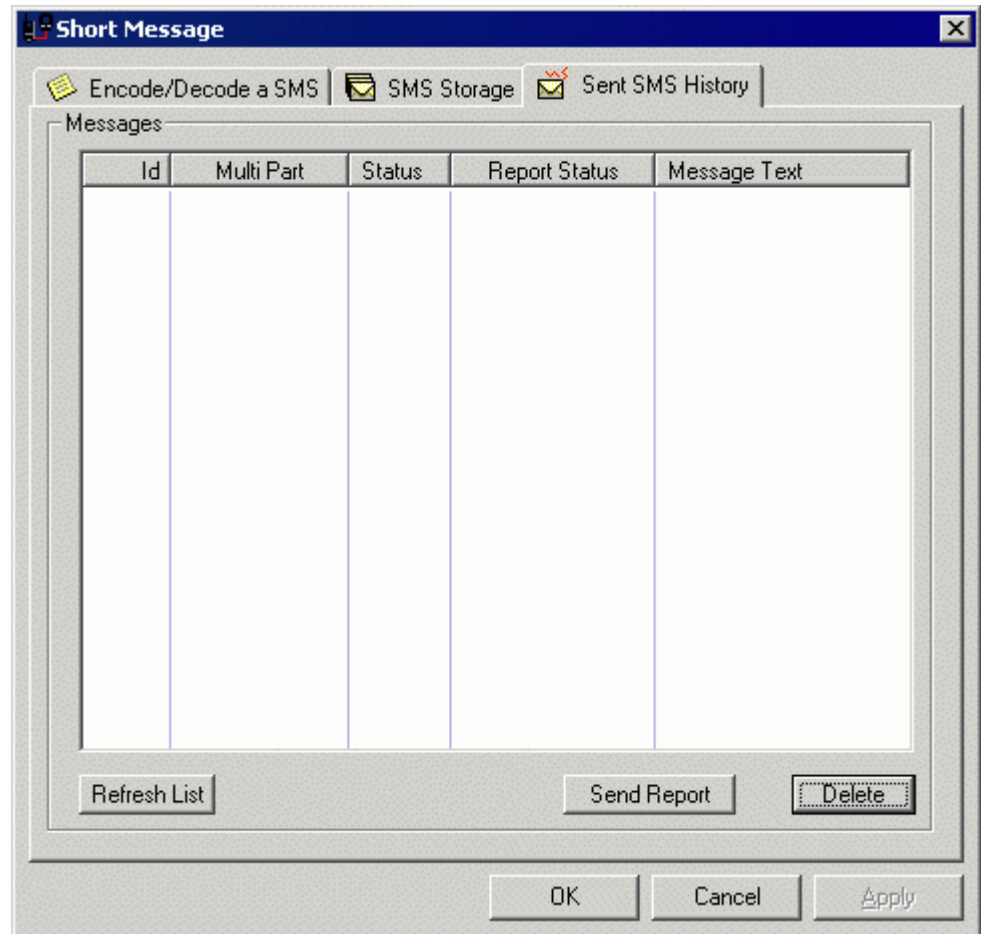 Short Message
Encode/Decode a SMS SMS Storage Sent SMS History
Messages
Id Multi Part Status Report Status Message Text
Refresh List Send Report Delete
OK Cancel Apply